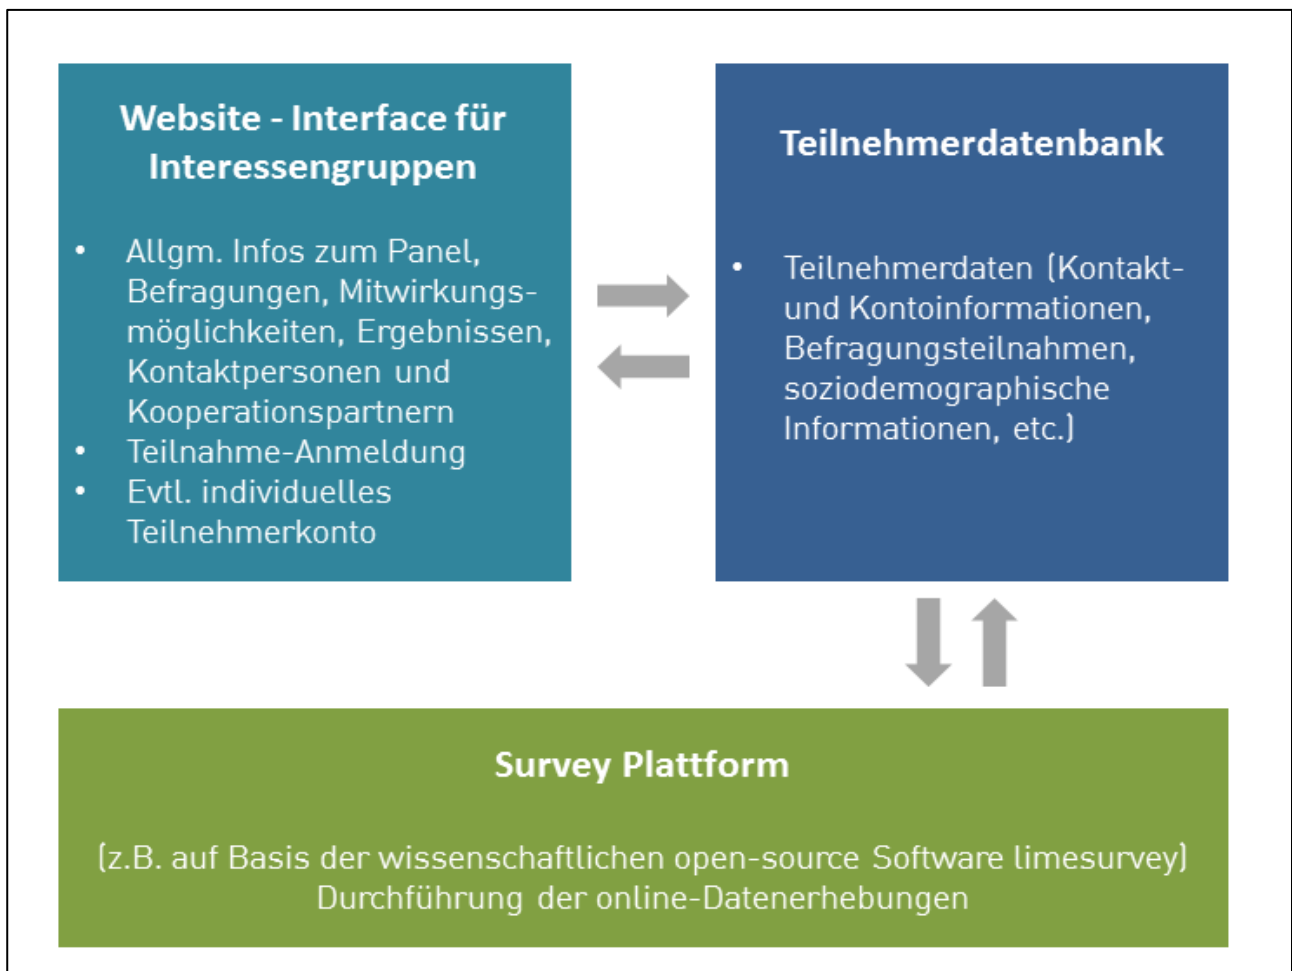 Website - Interface für
Interessengruppen
• Allgm. Infos zum Panel,
Befragungen, Mitwirkungs-
möglichkeiten, Ergebnissen,
Kontaktpersonen und
Kooperationspartnern
• Teilnahme-Anmeldung
• Evtl. individuelles
Teilnehmerkonto
Teilnehmerdatenbank
• Teilnehmerdaten (Kontakt-
und Kontoinformationen,
Befragungsteilnahmen,
soziodemographische
Informationen, etc.)
Survey Plattform
(z.B. auf Basis der wissenschaftlichen open-source Software limesurvey)
Durchführung der online-Datenerhebungen